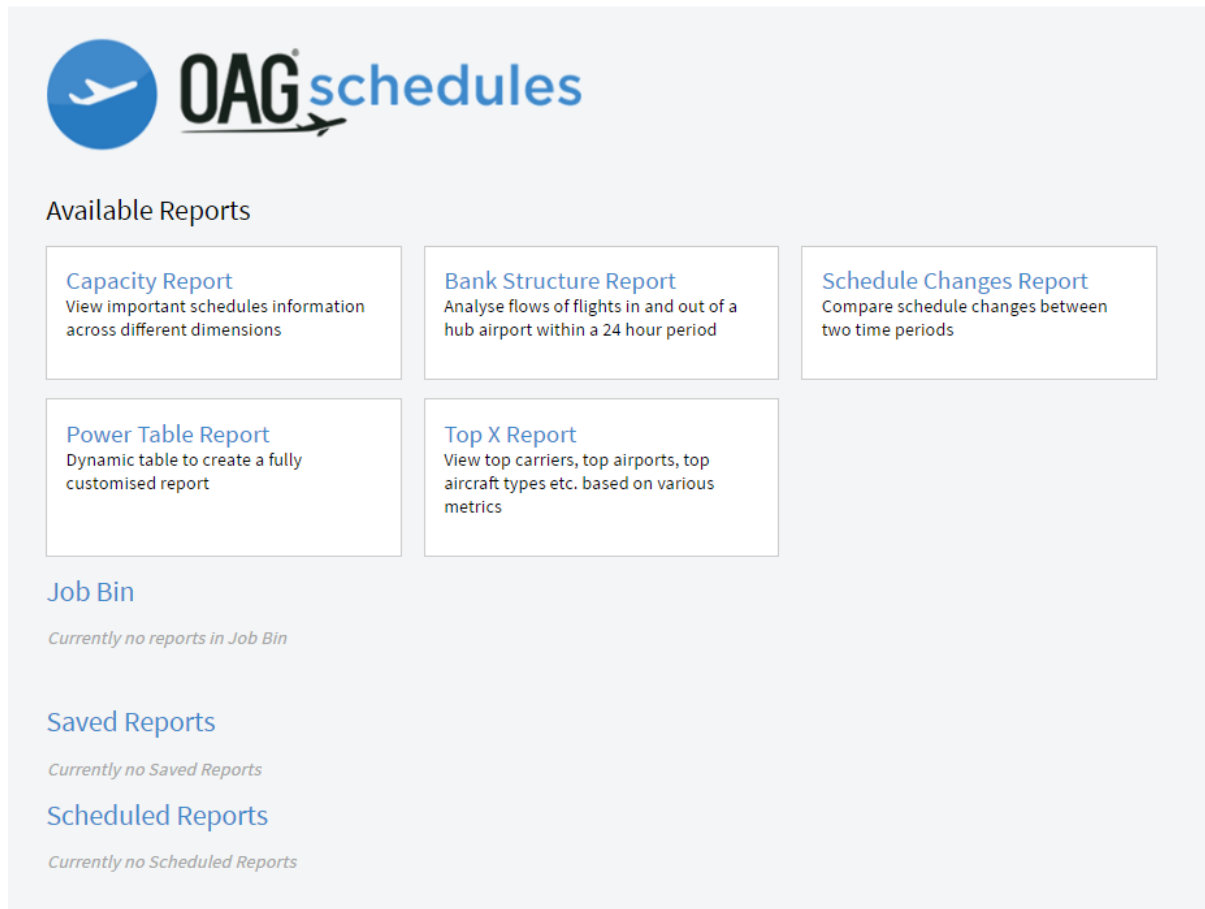 OAG® schedules
Available Reports
Capacity Report
View important schedules information
across different dimensions
Bank Structure Report
Analyse flows of flights in and out of a
hub airport within a 24 hour period
Schedule Changes Report
Compare schedule changes between
two time periods
Power Table Report
Dynamic table to create a fully
customised report
Top X Report
View top carriers, top airports, top
aircraft types etc. based on various
metrics
Job Bin
Currently no reports in Job Bin
Saved Reports
Currently no Saved Reports
Scheduled Reports
Currently no Scheduled Reports